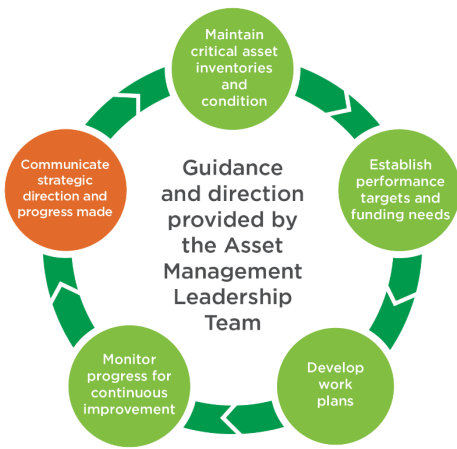 Maintain
critical asset
inventories
and
condition
Establish
performance
targets and
funding needs
Develop
work
plans
Monitor
progress for
continuous
improvement
Communicate
strategic
direction and
progress made
Guidance
and direction
provided by
the Asset
Management
Leadership
Team